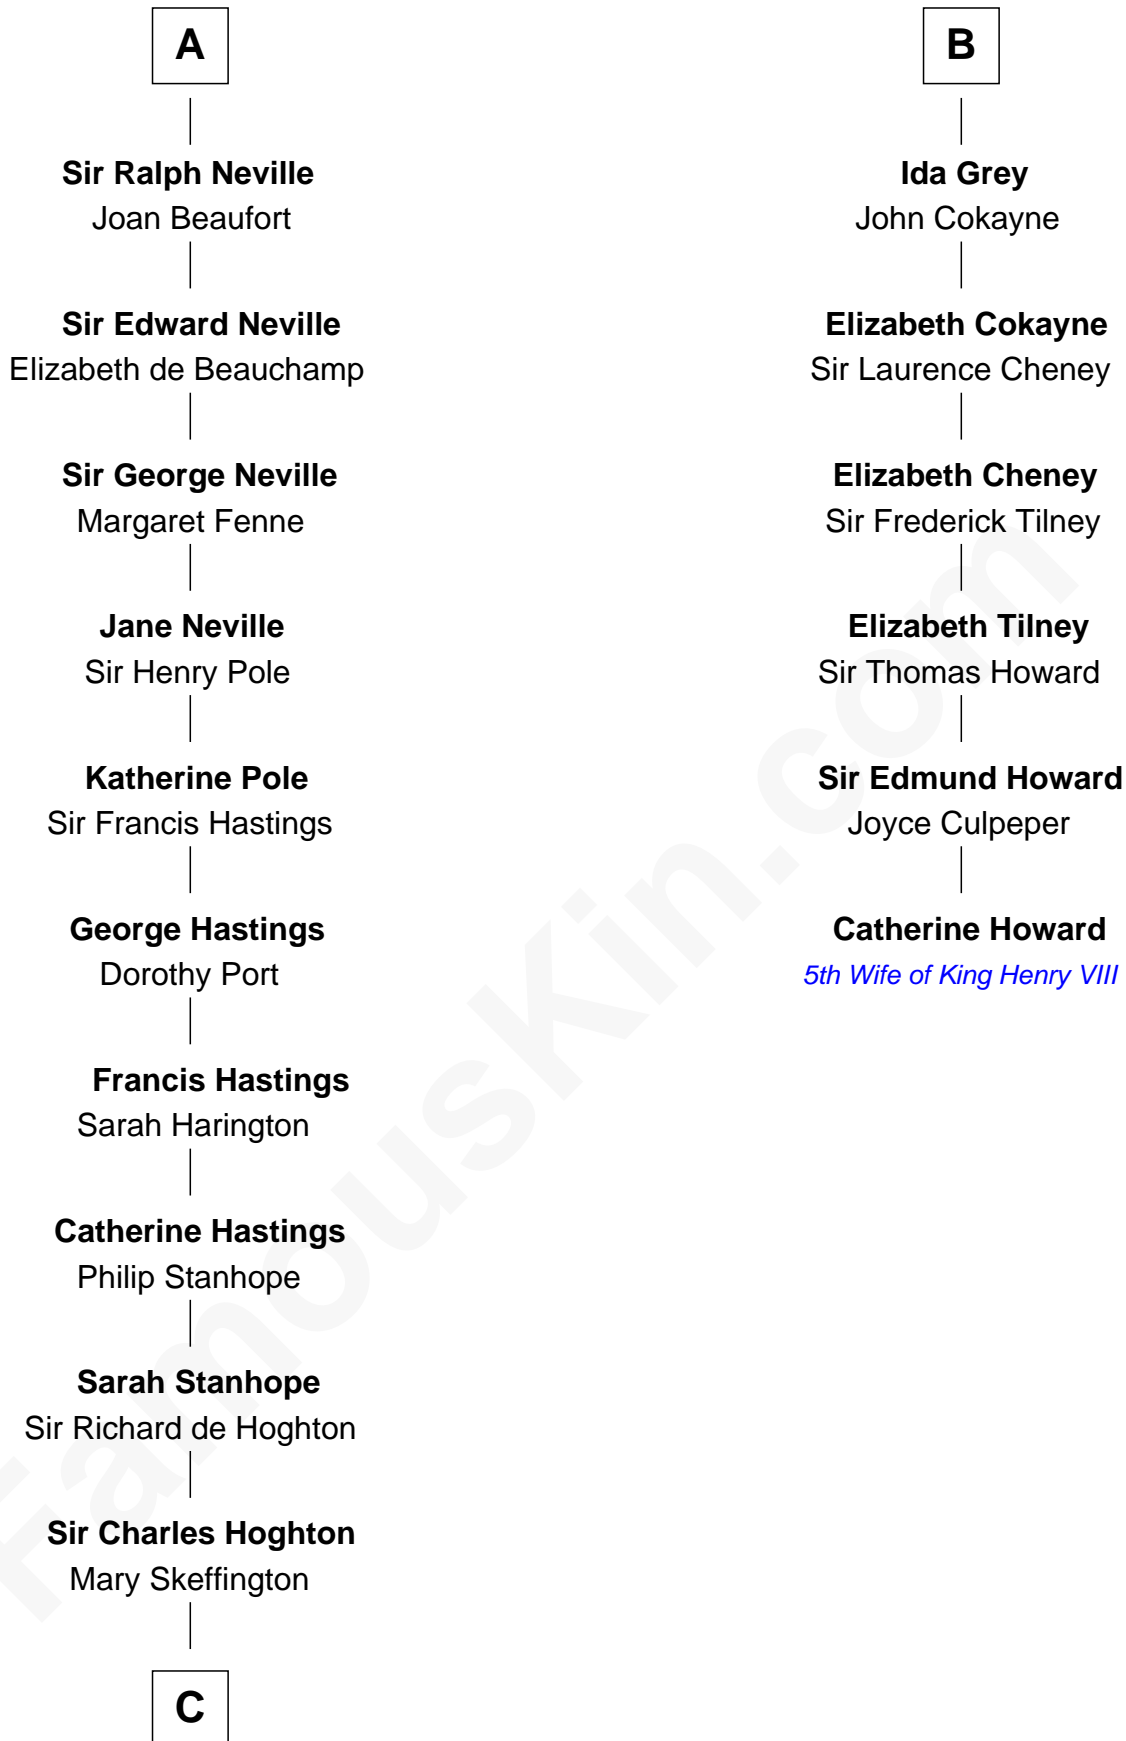 A
Sir Ralph Neville
Joan Beaufort
Sir Edward Neville
Elizabeth de Beauchamp
Sir George Neville
Margaret Fenne
Jane Neville
Sir Henry Pole
Katherine Pole
Sir Francis Hastings
George Hastings
Dorothy Port
Francis Hastings
Sarah Harington
Catherine Hastings
Philip Stanhope
Sarah Stanhope
Sir Richard de Hoghton
Sir Charles Hoghton
Mary Skeffington
C
B
Ida Grey
John Cokayne
Elizabeth Cokayne
Sir Laurence Cheney
Elizabeth Cheney
Sir Frederick Tilney
Elizabeth Tilney
Sir Thomas Howard
Sir Edmund Howard
Joyce Culpeper
Catherine Howard
5th Wife of King Henry VIII
FamousKin.com